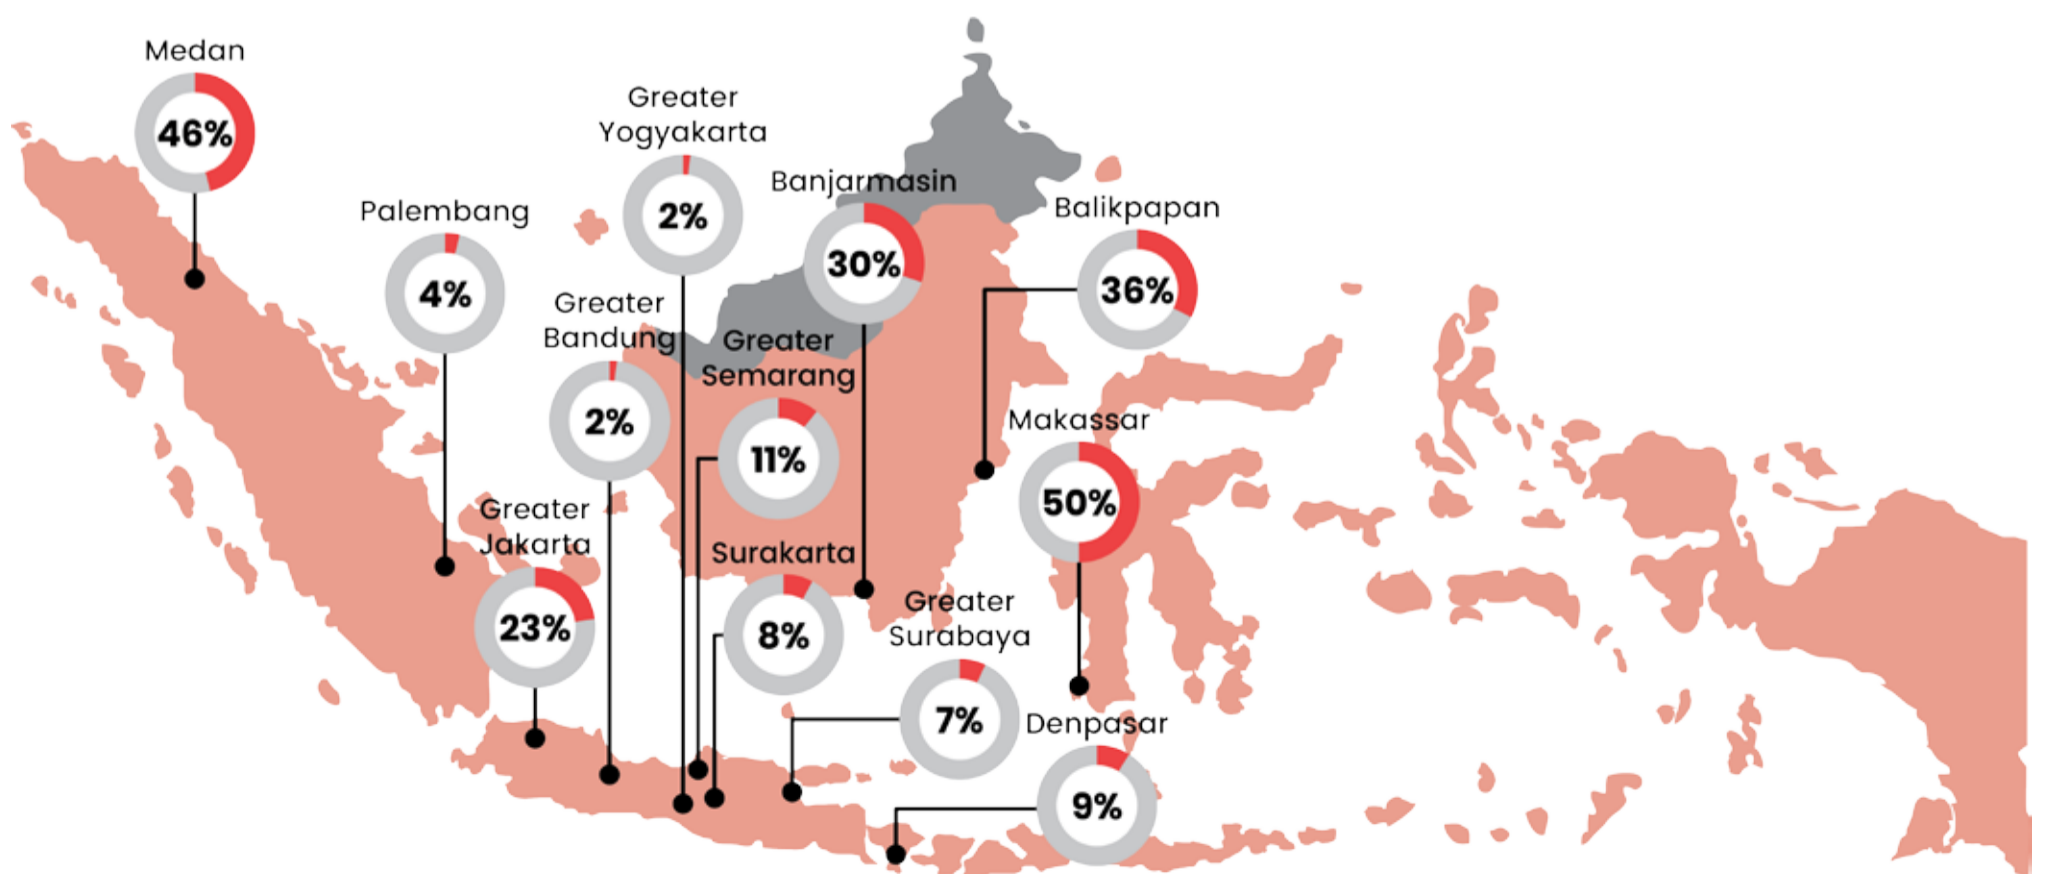 Medan
46%
Palembang
4%
Greater
Yogyakarta
2%
Banjarmasin
30%
Balikpapan
36%
Greater
Bandung
2%
Greater
Semarang
11%
Makassar
50%
Greater
Jakarta
23%
Surakarta
8%
Greater
Surabaya
7%
Denpasar
9%